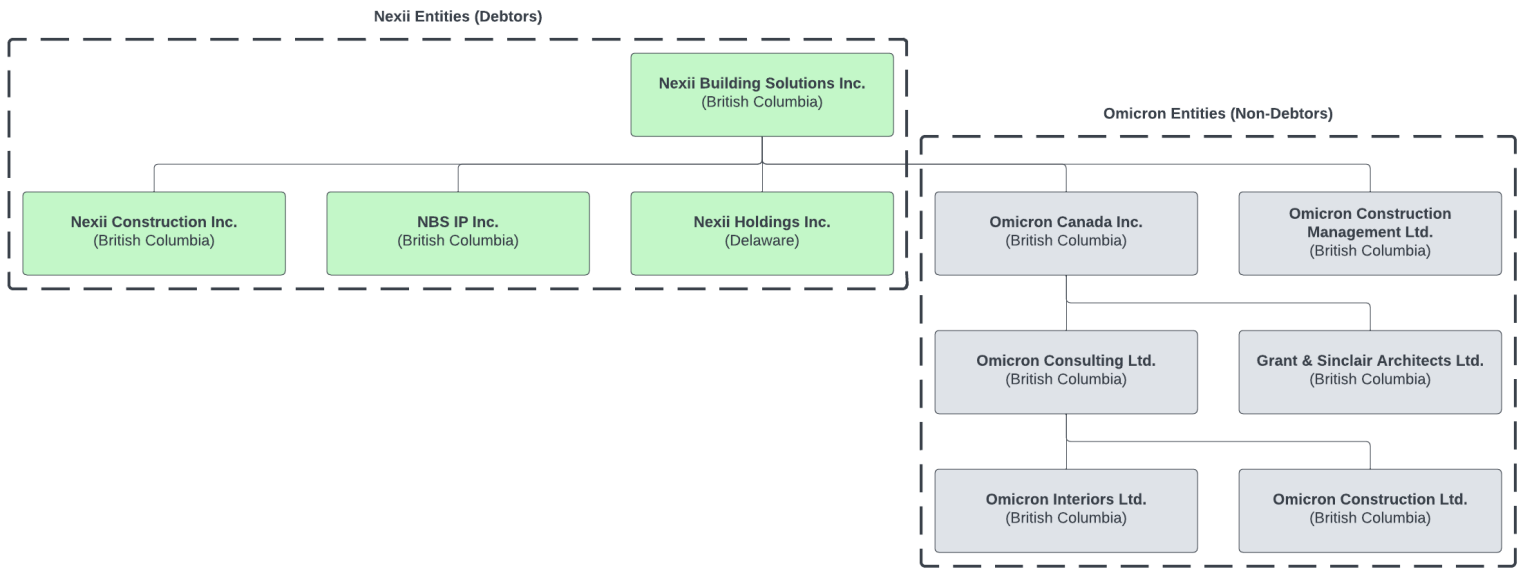 Nexii Entities (Debtors)
Nexii Building Solutions Inc.
(British Columbia)
Omicron Entities (Non-Debtors)
Nexii Construction Inc.
(British Columbia)
NBS IP Inc.
(British Columbia)
Nexii Holdings Inc.
(Delaware)
Omicron Canada Inc.
(British Columbia)
Omicron Construction
Management Ltd.
(British Columbia)
Omicron Consulting Ltd.
(British Columbia)
Grant & Sinclair Architects Ltd.
(British Columbia)
Omicron Interiors Ltd.
(British Columbia)
Omicron Construction Ltd.
(British Columbia)